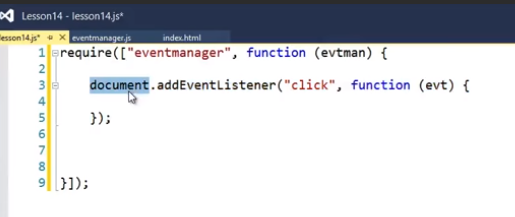 Lesson14 - lesson14.js*
lesson14.js* eventmanager.js index.html
1 require(["eventmanager", function (evtman) {
2
3 document.addEventListener("click", function (evt) {
4
5 });
6
7
8
9 }]);